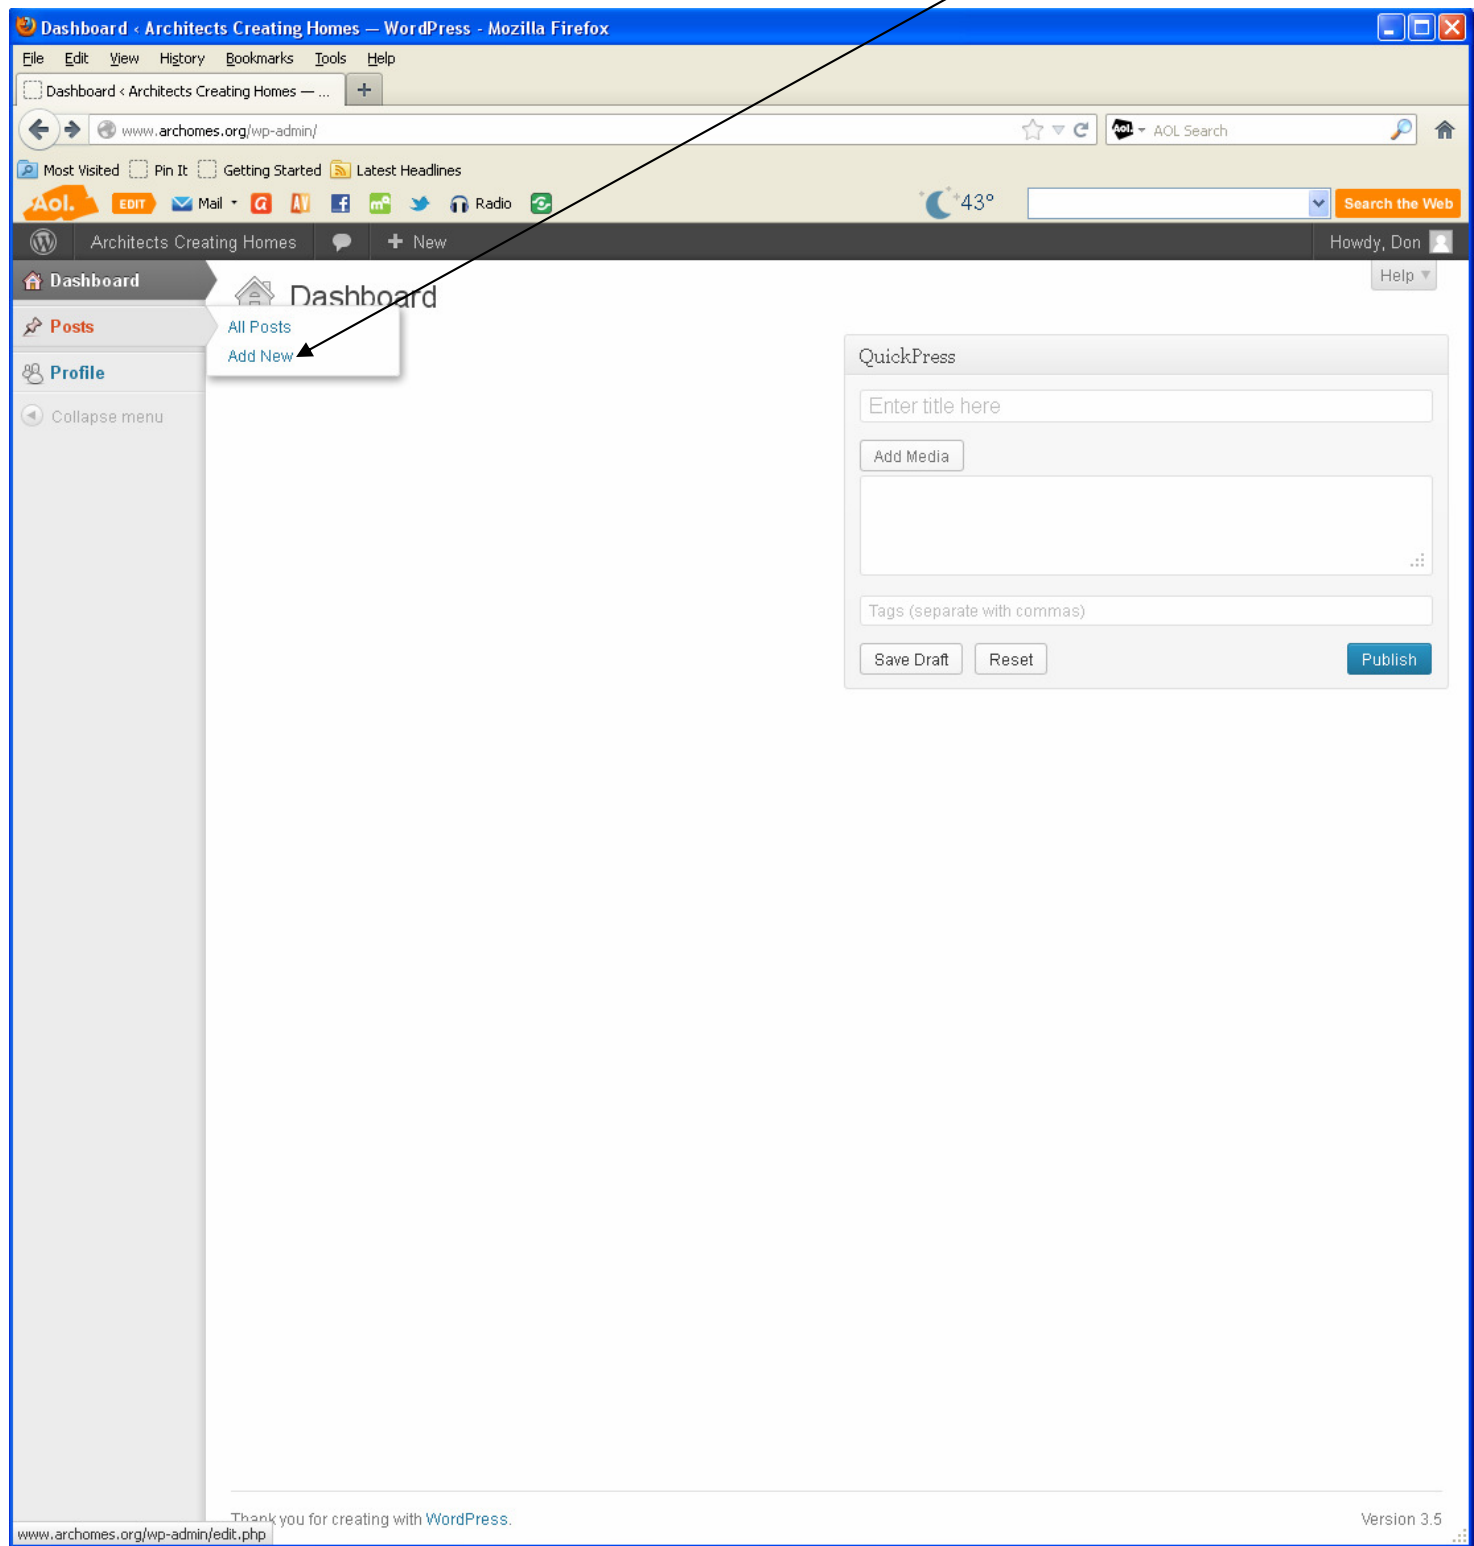 Dashboard ‹ Architects Creating Homes — WordPress - Mozilla Firefox
File Edit View History Bookmarks Tools Help
Dashboard ‹ Architects Creating Homes — ... +
www.archomes.org/wp-admin/ Aol. AOL Search
Most Visited Pin It Getting Started Latest Headlines
Aol. EDIT Mail Radio 43° Search the Web
Architects Creating Homes + New Howdy, Don
Dashboard
Help
Dashboard
Posts
All Posts
Add New
Profile
Collapse menu
QuickPress
Enter title here
Add Media
Tags (separate with commas)
Save Draft Reset Publish
Thank you for creating with WordPress. Version 3.5
www.archomes.org/wp-admin/edit.php